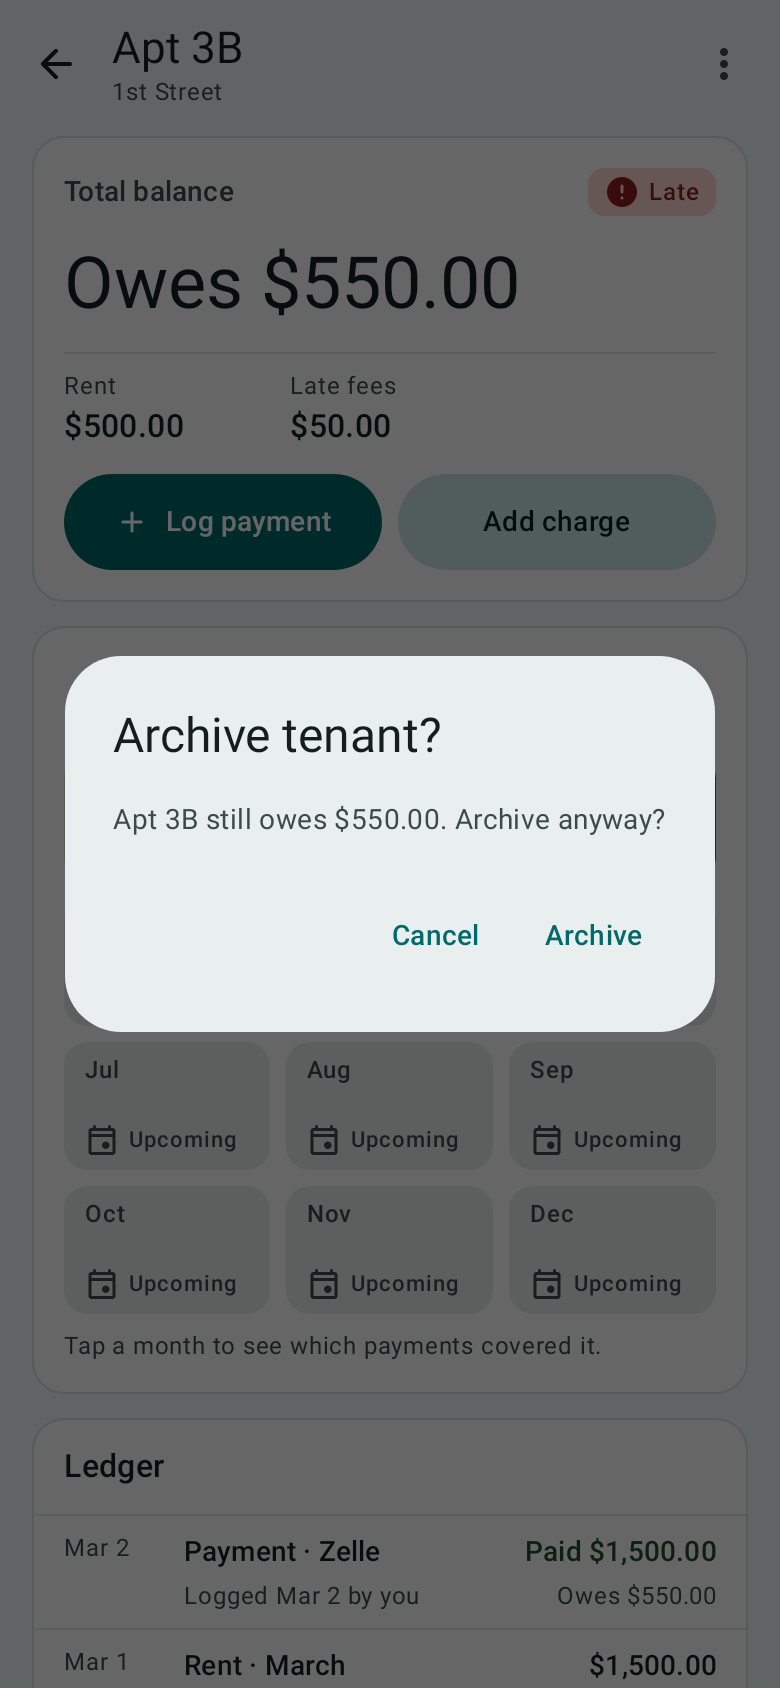 Apt 3B
1st Street
Total balance
Late
Owes $550.00
Rent
Late fees
$500.00
$50.00
Log payment
Add charge
Archive tenant?
Apt 3B still owes $550.00. Archive anyway?
Cancel
Archive
Jul
Aug
Sep
Upcoming
Upcoming
Upcoming
Oct
Nov
Dec
Upcoming
Upcoming
Upcoming
Tap a month to see which payments covered it.
Ledger
Mar 2
Payment · Zelle
Paid $1,500.00
Logged Mar 2 by you
Owes $550.00
Mar 1
Rent · March
$1,500.00